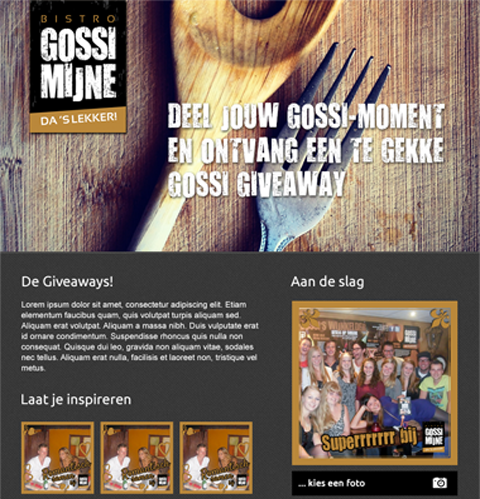 BISTRO
GOSSI
MIJNE
DA'S LEKKER!
DEEL JOUW GOSSI-MOMENT
EN ONTVANG EEN TE GEKKE
GOSSI GIVEAWAY
De Giveaways!
Lorem ipsum dolor sit amet, consectetur adipiscing elit. Etiam
elementum faucibus quam, quis volutpat turpis aliquam sed.
Aliquam erat volutpat. Aliquam a massa nibh. Duis vulputate erat
id ornare condimentum. Suspendisse rhoncus quis nulla non
consequat. Quisque dui leo, gravida non aliquam vitae, sodales
nec tellus. Aliquam erat nulla, facilisis et laoreet non, tristique vel
metus.
Laat je inspireren
Aan de slag
Superrrrrrr bij
GOSSI
MIJNE
... kies een foto